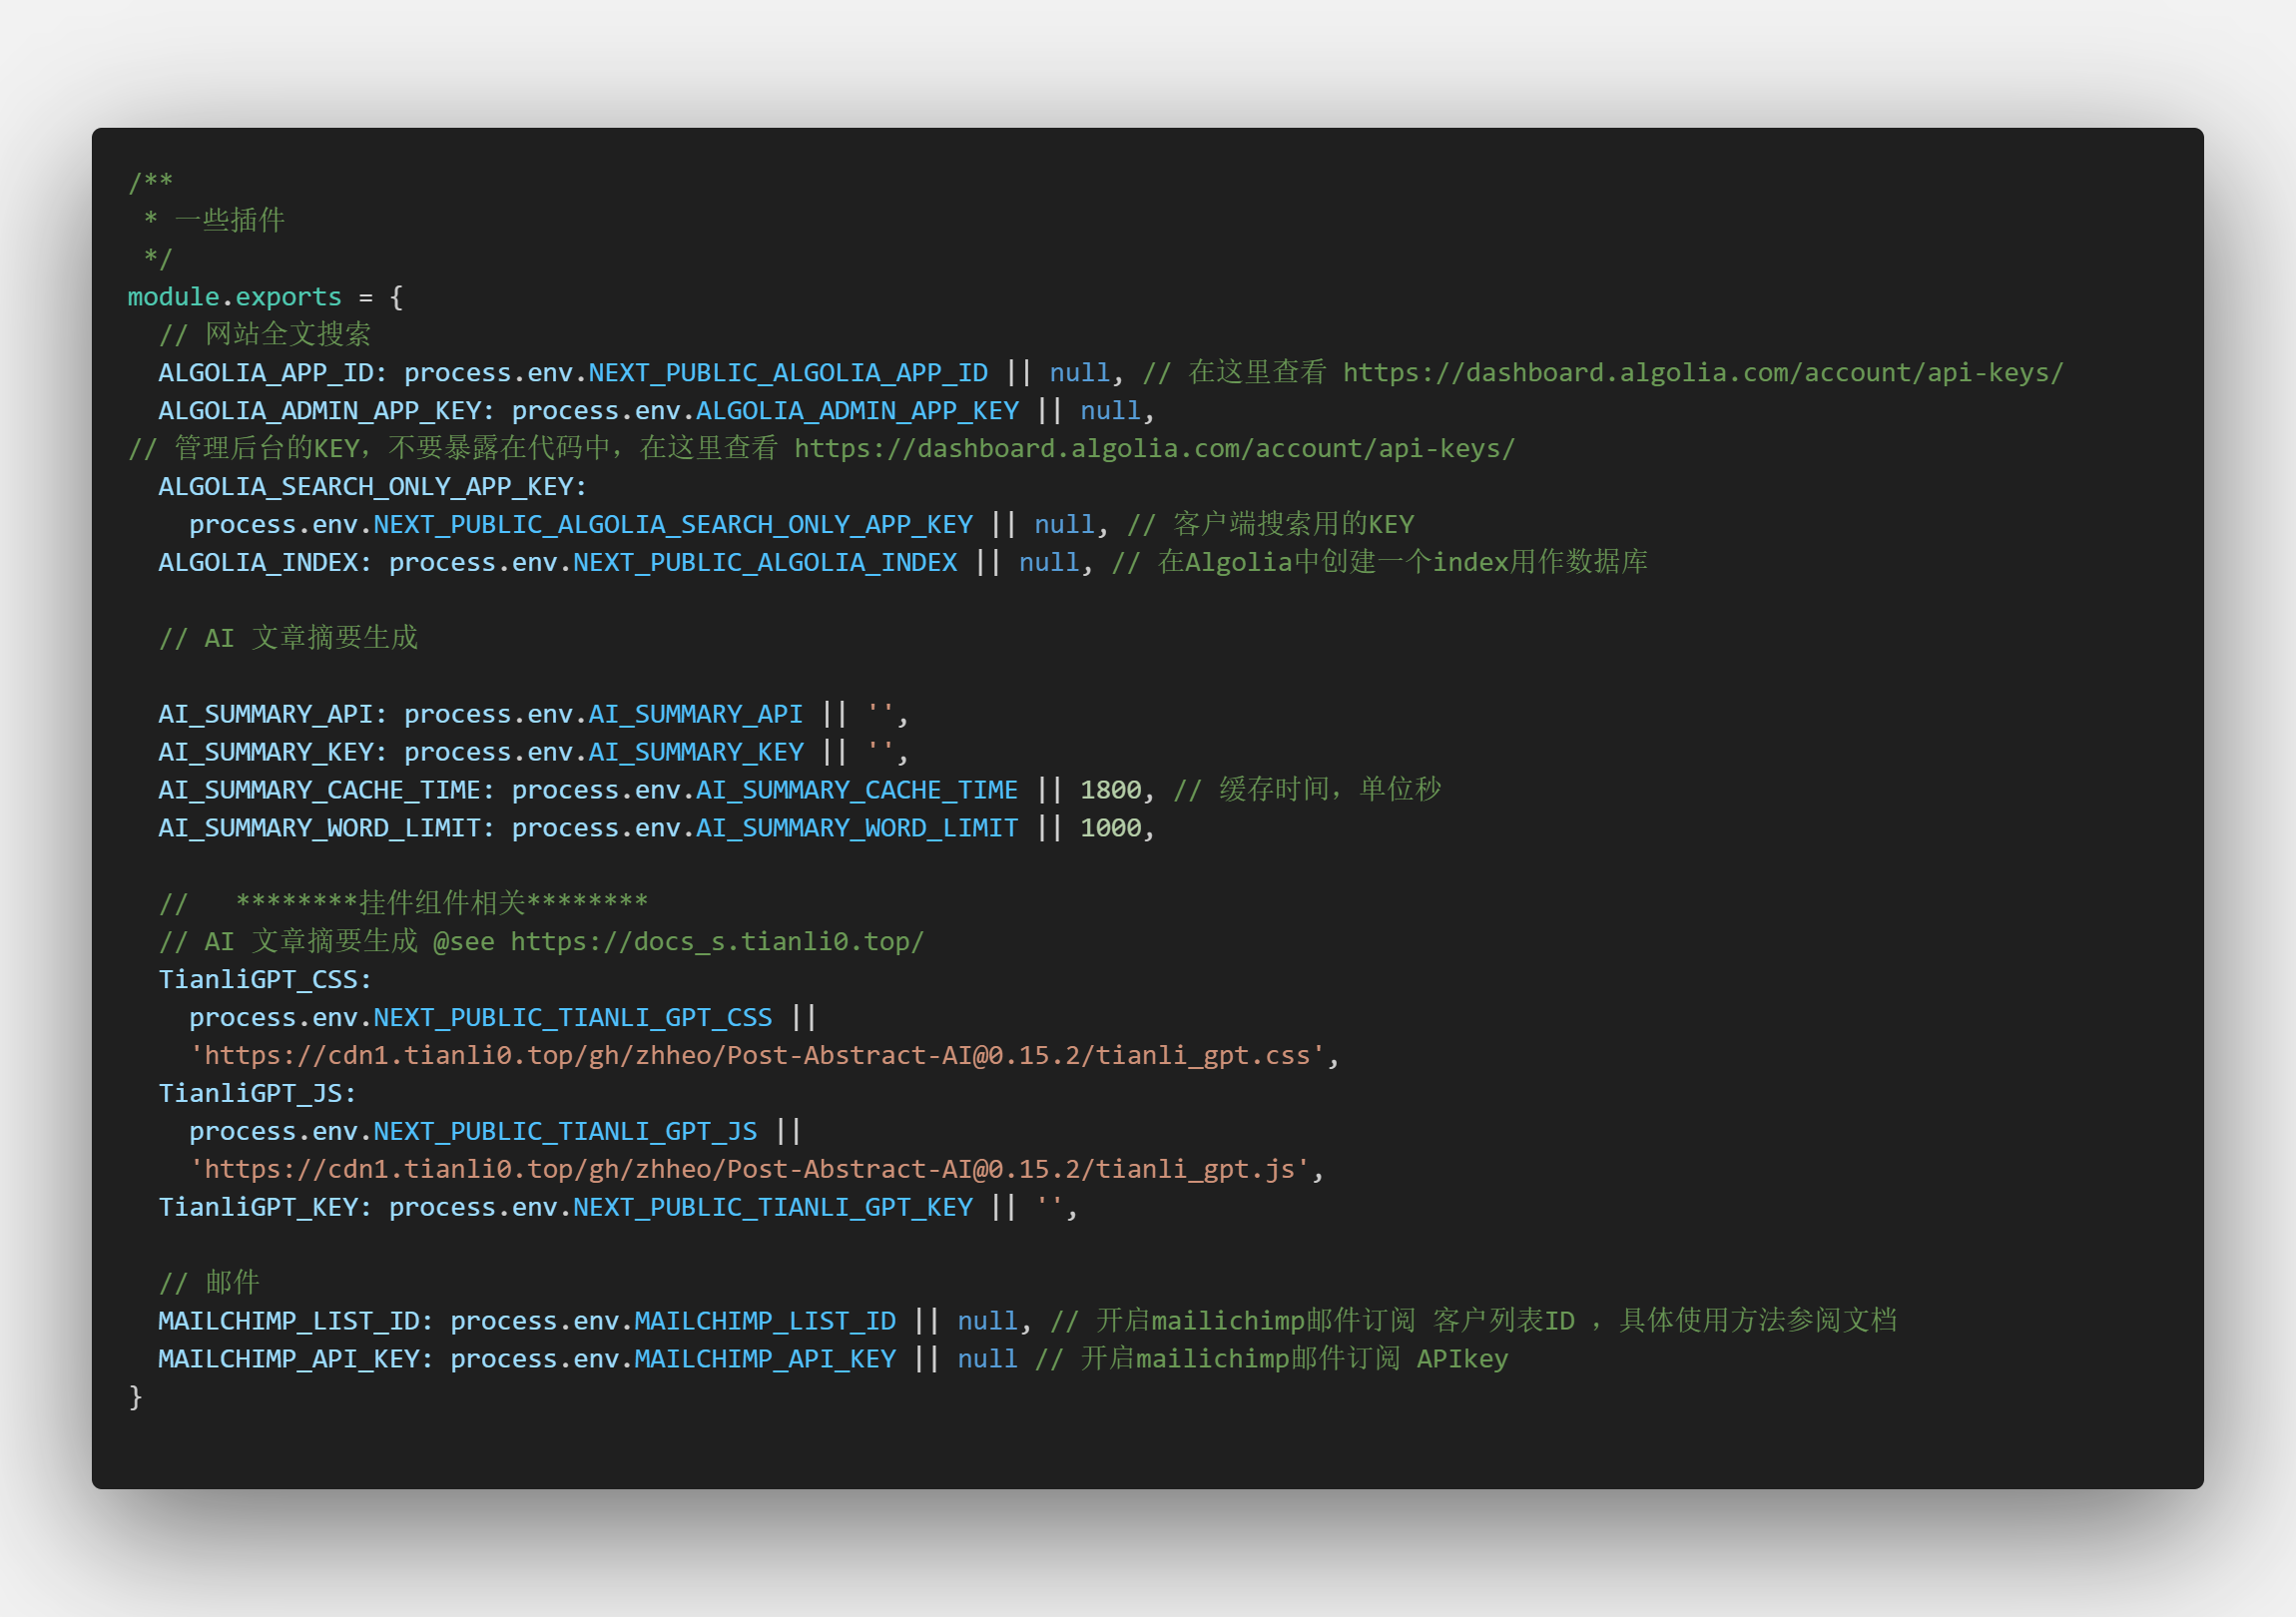 /**
 * 一些插件
 */
module.exports = {
  // 网站全文搜索
  ALGOLIA_APP_ID: process.env.NEXT_PUBLIC_ALGOLIA_APP_ID || null, // 在这里查看 https://dashboard.algolia.com/account/api-keys/
  ALGOLIA_ADMIN_APP_KEY: process.env.ALGOLIA_ADMIN_APP_KEY || null,
// 管理后台的KEY，不要暴露在代码中，在这里查看 https://dashboard.algolia.com/account/api-keys/
  ALGOLIA_SEARCH_ONLY_APP_KEY:
    process.env.NEXT_PUBLIC_ALGOLIA_SEARCH_ONLY_APP_KEY || null, // 客户端搜索用的KEY
  ALGOLIA_INDEX: process.env.NEXT_PUBLIC_ALGOLIA_INDEX || null, // 在Algolia中创建一个index用作数据库

  // AI 文章摘要生成

  AI_SUMMARY_API: process.env.AI_SUMMARY_API || '',
  AI_SUMMARY_KEY: process.env.AI_SUMMARY_KEY || '',
  AI_SUMMARY_CACHE_TIME: process.env.AI_SUMMARY_CACHE_TIME || 1800, // 缓存时间，单位秒
  AI_SUMMARY_WORD_LIMIT: process.env.AI_SUMMARY_WORD_LIMIT || 1000,

  //   ********挂件组件相关********
  // AI 文章摘要生成 @see https://docs_s.tianli0.top/
  TianliGPT_CSS:
    process.env.NEXT_PUBLIC_TIANLI_GPT_CSS ||
    'https://cdn1.tianli0.top/gh/zhheo/Post-Abstract-AI@0.15.2/tianli_gpt.css',
  TianliGPT_JS:
    process.env.NEXT_PUBLIC_TIANLI_GPT_JS ||
    'https://cdn1.tianli0.top/gh/zhheo/Post-Abstract-AI@0.15.2/tianli_gpt.js',
  TianliGPT_KEY: process.env.NEXT_PUBLIC_TIANLI_GPT_KEY || '',

  // 邮件
  MAILCHIMP_LIST_ID: process.env.MAILCHIMP_LIST_ID || null, // 开启mailichimp邮件订阅 客户列表ID ，具体使用方法参阅文档
  MAILCHIMP_API_KEY: process.env.MAILCHIMP_API_KEY || null // 开启mailichimp邮件订阅 APIkey
}